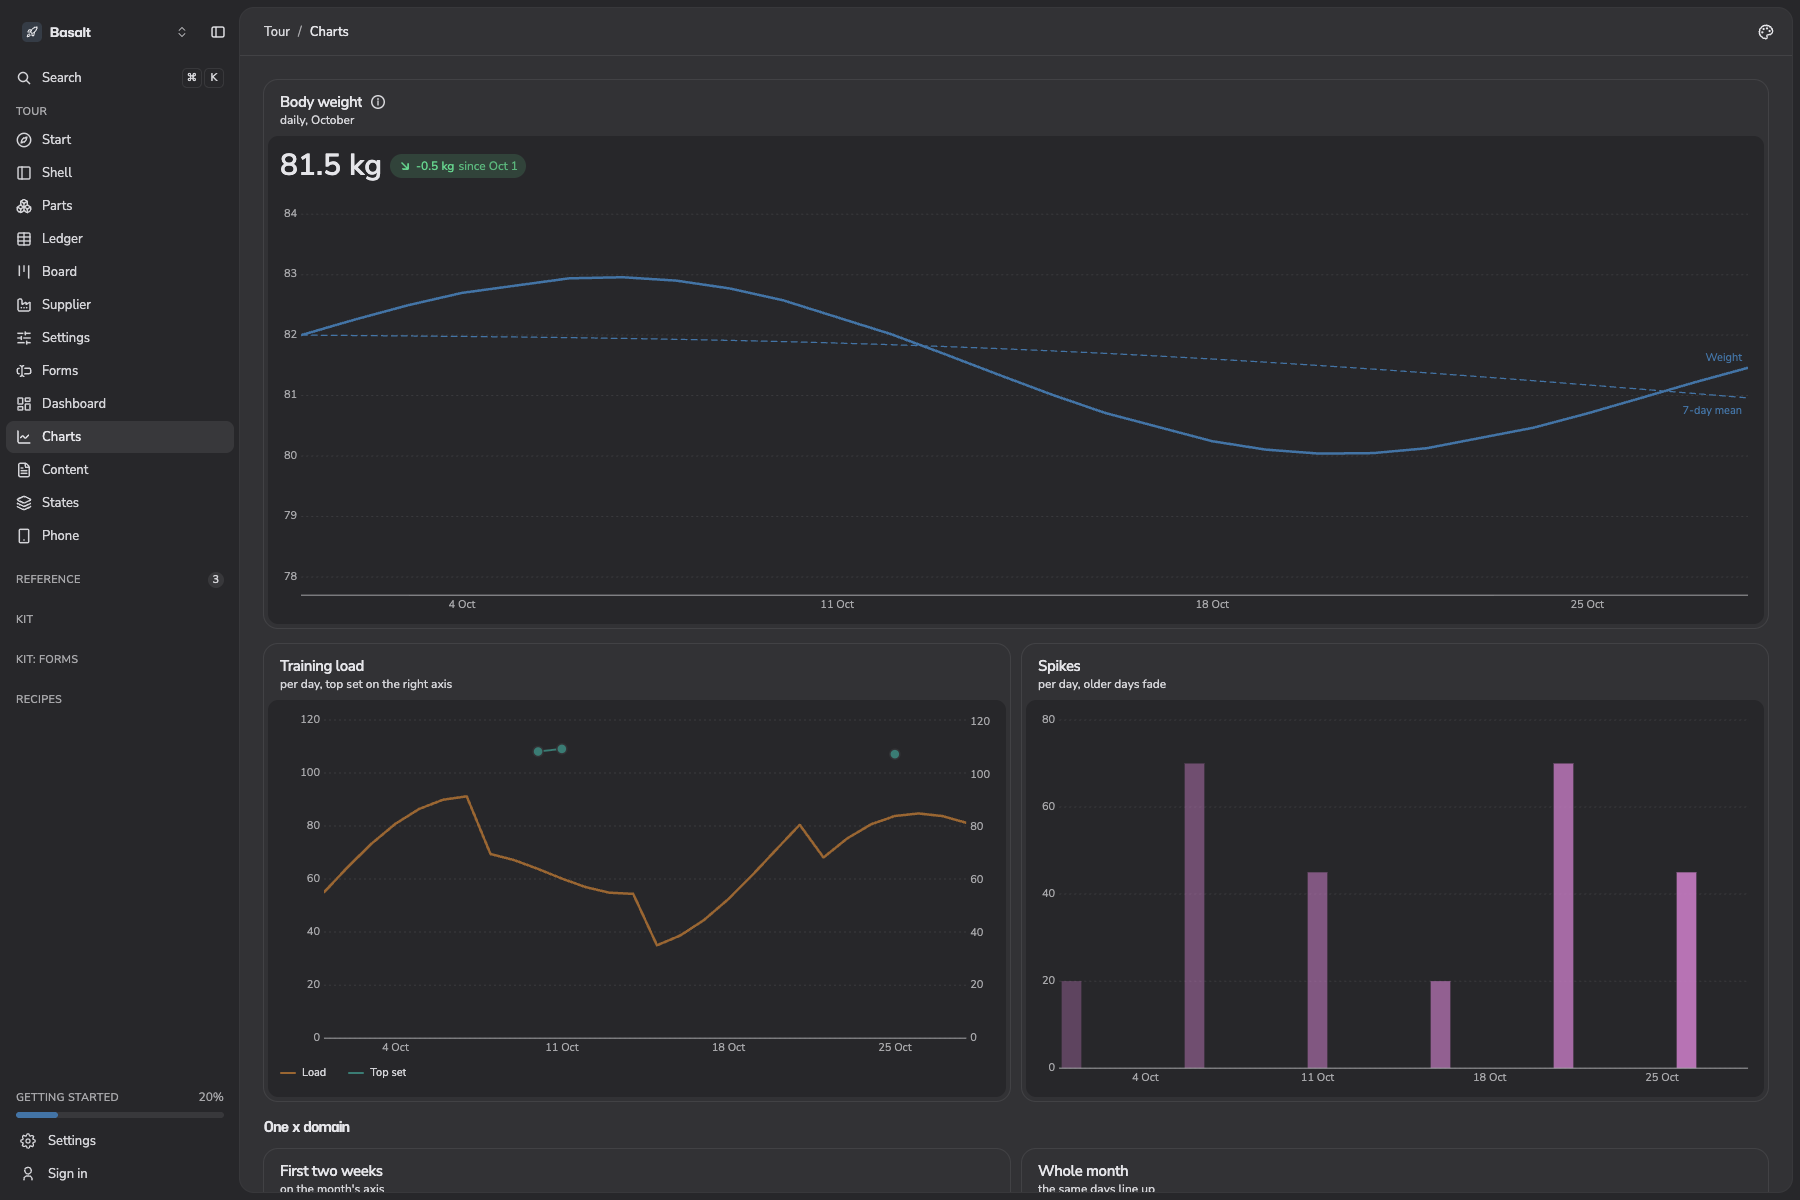 Basalt
Search
⌘ K
TOUR
Start
Shell
Parts
Ledger
Board
Supplier
Settings
Forms
Dashboard
Charts
Content
States
Phone
REFERENCE 3
KIT
KIT: FORMS
RECIPES
GETTING STARTED 20%
Settings
Sign in
Tour / Charts
Body weight
daily, October
81.5 kg -0.5 kg since Oct 1
84
83
82
81
80
79
78
Weight
7-day mean
4 Oct 11 Oct 18 Oct 25 Oct
Training load
per day, top set on the right axis
120
100
80
60
40
20
0
120
100
80
60
40
20
0
4 Oct 11 Oct 18 Oct 25 Oct
Load Top set
Spikes
per day, older days fade
80
60
40
20
0
4 Oct 11 Oct 18 Oct 25 Oct
One x domain
First two weeks
on the month's axis
Whole month
the same days line up